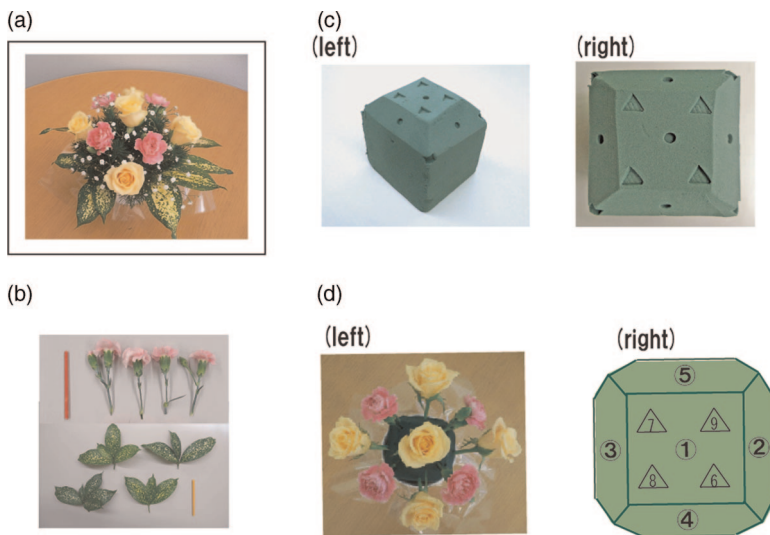 (a)
(c)
(left)
(right)
(b)
(d)
(left)
(right)
⑤
7
9
③
①
②
8
6
④